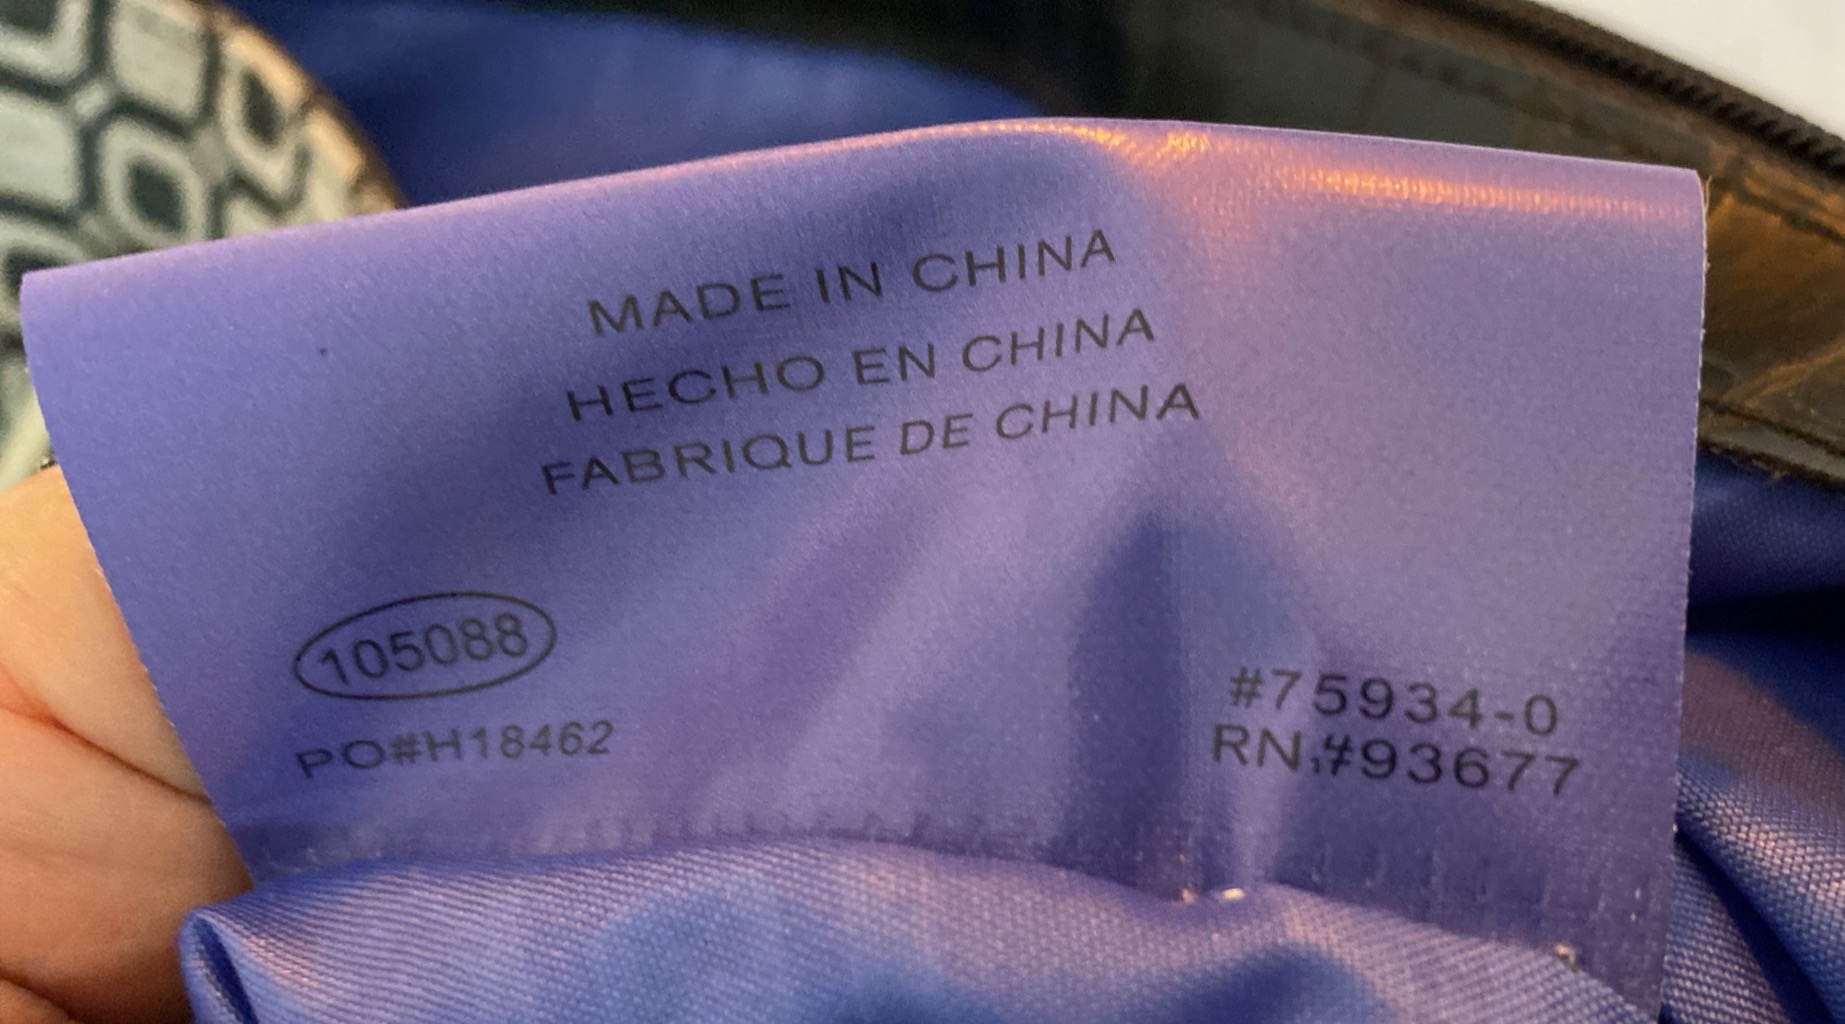 MADE IN CHINA
HECHO EN CHINA
FABRIQUE DE CHINA
105088
PO#H18462
#75934-0
RN.#93677